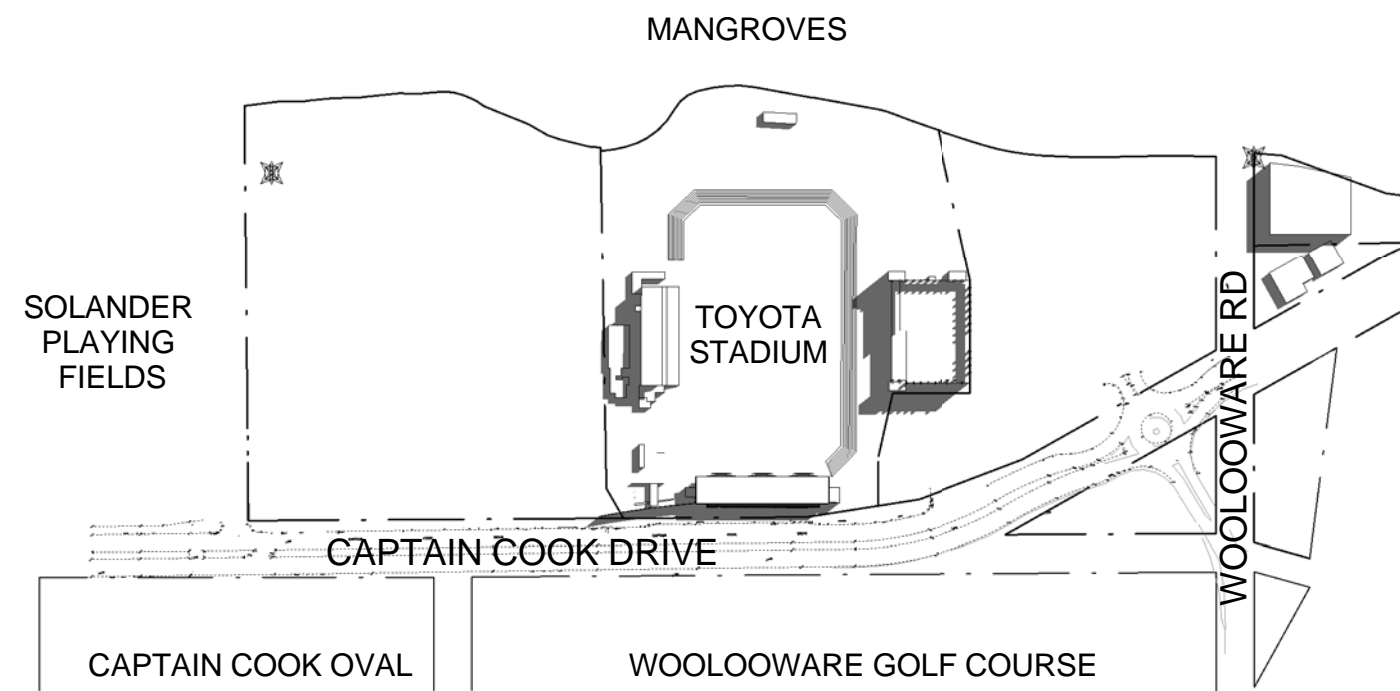 MANGROVES
SOLANDER
PLAYING
FIELDS
TOYOTA
STADIUM
WOOLOOWARE RD
CAPTAIN COOK DRIVE
CAPTAIN COOK OVAL
WOOLOOWARE GOLF COURSE